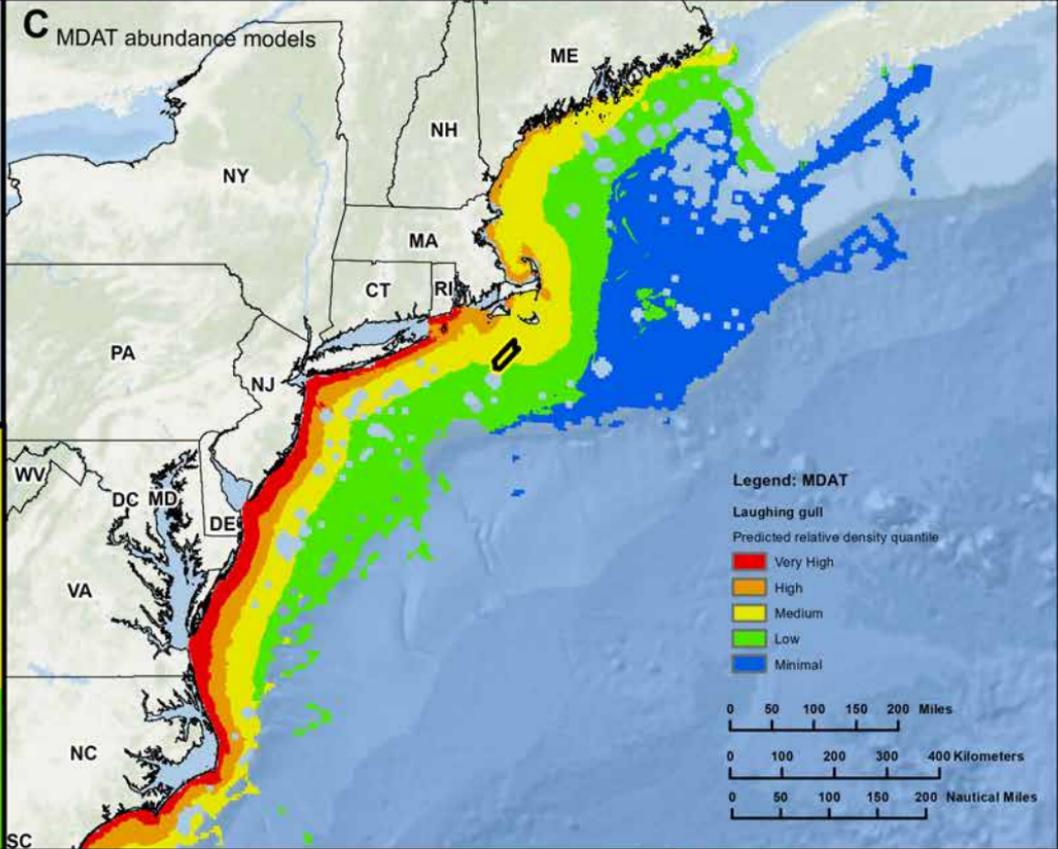 C MDAT abundance models
ME
NH
NY
MA
CT
RI
PA
NJ
WV
DC
MD
DE
VA
NC
SC
Legend: MDAT
Laughing gull
Predicted relative density quantile
Very High
High
Medium
Low
Minimal
0 50 100 150 200 Miles
0 100 200 300 400 Kilometers
0 50 100 150 200 Nautical Miles